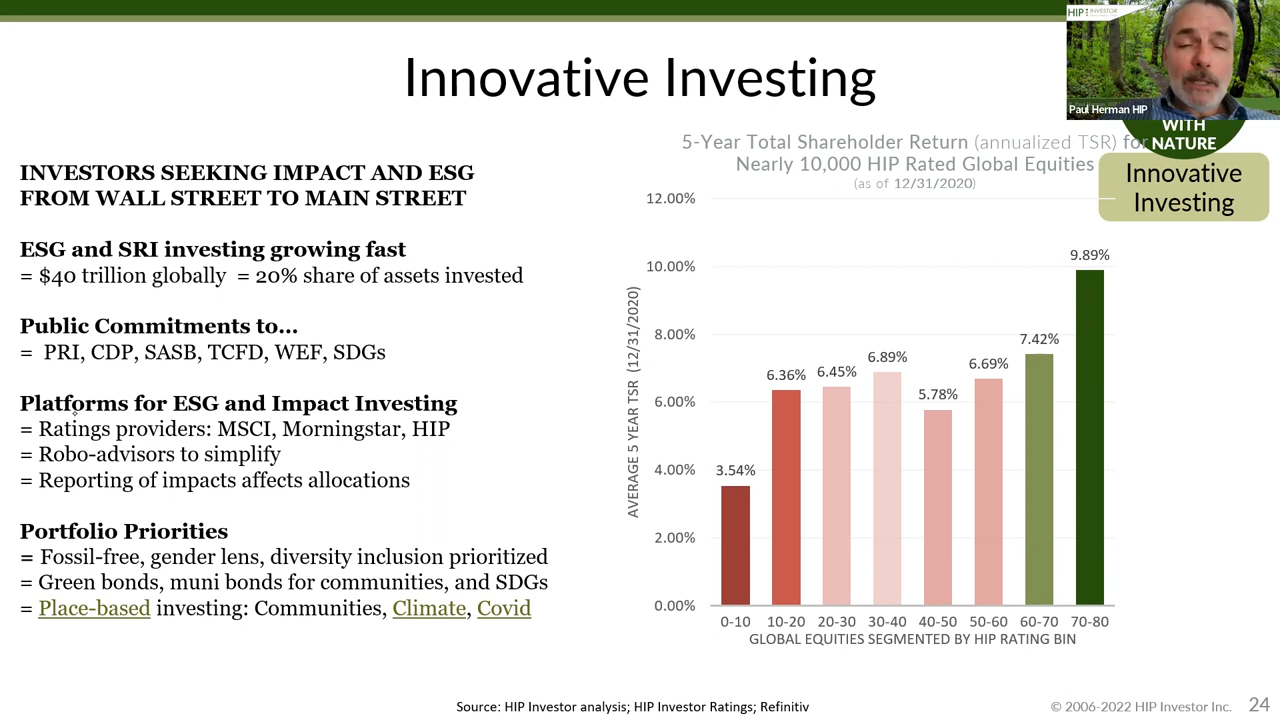 Innovative Investing
HIP INVESTOR
Paul Herman HIP
WITH
NATURE
Innovative
Investing
INVESTORS SEEKING IMPACT AND ESG
FROM WALL STREET TO MAIN STREET
ESG and SRI investing growing fast
= $40 trillion globally = 20% share of assets invested
Public Commitments to...
= PRI, CDP, SASB, TCFD, WEF, SDGs
Platforms for ESG and Impact Investing
= Ratings providers: MSCI, Morningstar, HIP
= Robo-advisors to simplify
= Reporting of impacts affects allocations
Portfolio Priorities
= Fossil-free, gender lens, diversity inclusion prioritized
= Green bonds, muni bonds for communities, and SDGs
= Place-based investing: Communities, Climate, Covid
5-Year Total Shareholder Return (annualized TSR) for
Nearly 10,000 HIP Rated Global Equities
(as of 12/31/2020)
AVERAGE 5 YEAR TSR (12/31/2020)
12.00%
10.00%
8.00%
6.00%
4.00%
2.00%
0.00%
3.54%
6.36%
6.45%
6.89%
5.78%
6.69%
7.42%
9.89%
0-10 10-20 20-30 30-40 40-50 50-60 60-70 70-80
GLOBAL EQUITIES SEGMENTED BY HIP RATING BIN
Source: HIP Investor analysis; HIP Investor Ratings; Refinitiv
© 2006-2022 HIP Investor Inc. 24